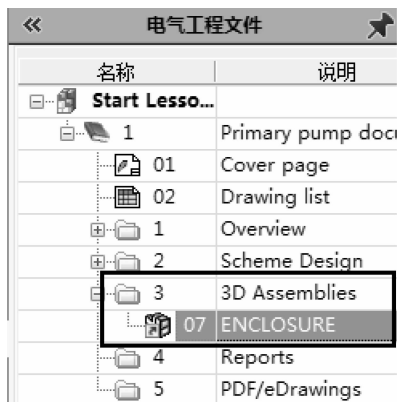 电气工程文件
名称 说明
Start Lesso...
1 Primary pump docu
01 Cover page
02 Drawing list
1 Overview
2 Scheme Design
3 3D Assemblies
07 ENCLOSURE
4 Reports
5 PDF/eDrawings